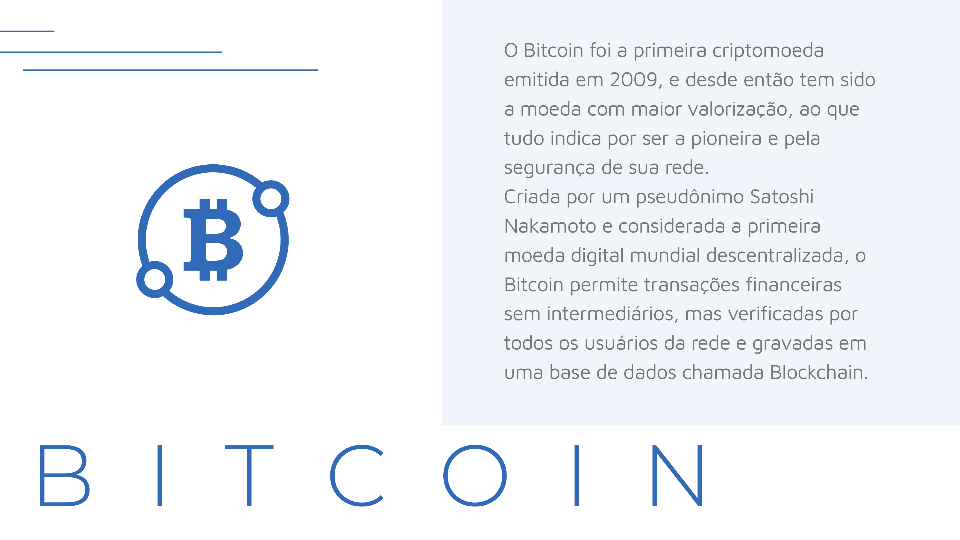 O Bitcoin foi a primeira criptomoeda
emitida em 2009, e desde então tem sido
a moeda com maior valorização, ao que
tudo indica por ser a pioneira e pela
segurança de sua rede.
Criada por um pseudônimo Satoshi
Nakamoto e considerada a primeira
moeda digital mundial descentralizada, o
Bitcoin permite transações financeiras
sem intermediários, mas verificadas por
todos os usuários da rede e gravadas em
uma base de dados chamada Blockchain.
BITCOIN